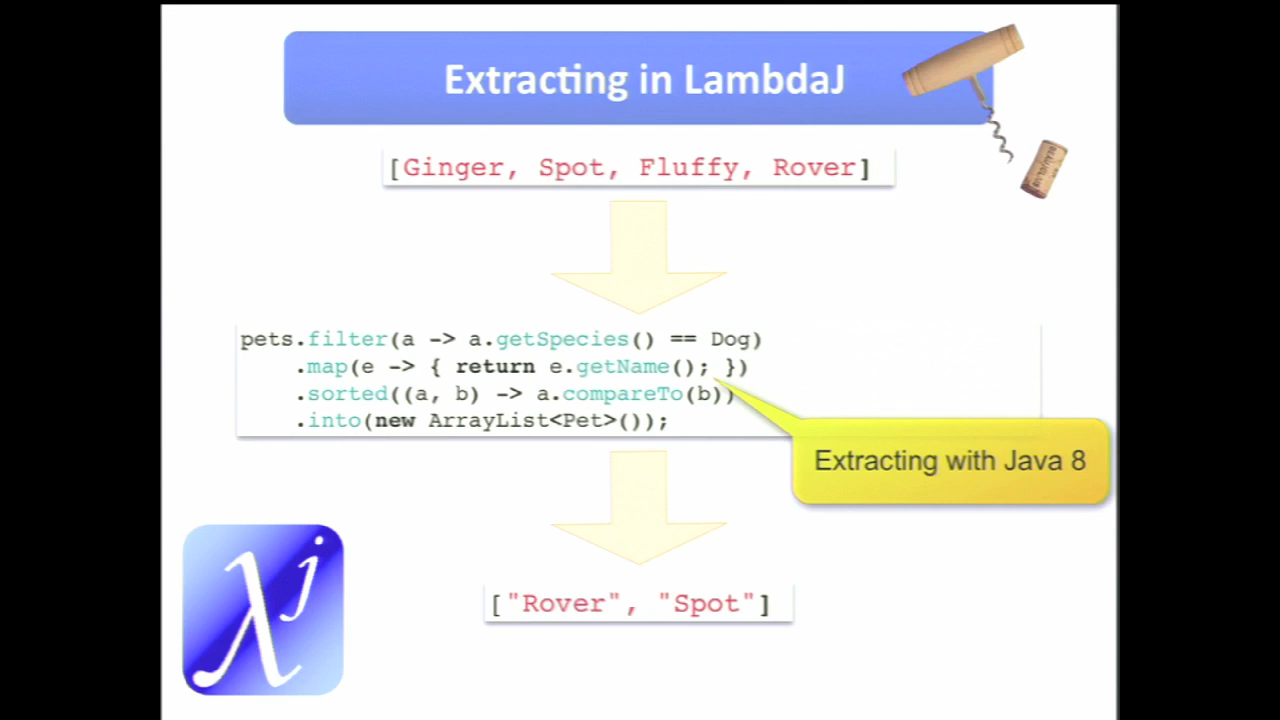 Extracting in LambdaJ
[Ginger, Spot, Fluffy, Rover]
pets.filter(a -> a.getSpecies() == Dog)
.map(e -> { return e.getName(); })
.sorted((a, b) -> a.compareTo(b))
.into(new ArrayList<Pet>());
Extracting with Java 8
["Rover", "Spot"]
λj